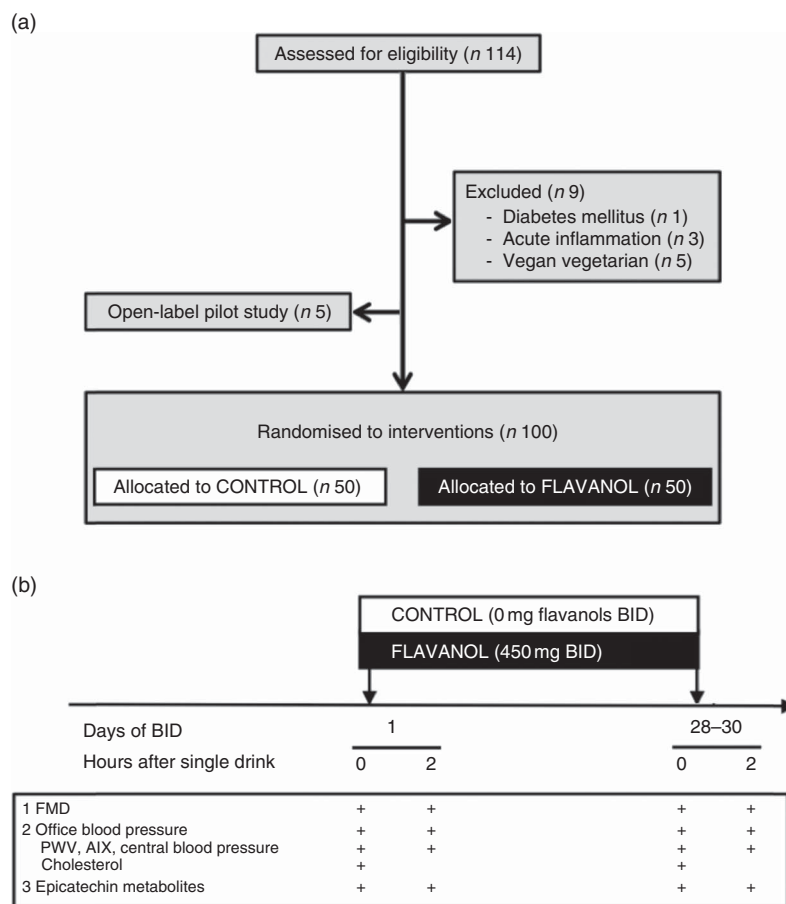 (a)
Assessed for eligibility (n 114)
Excluded (n 9)
- Diabetes mellitus (n 1)
- Acute inflammation (n 3)
- Vegan vegetarian (n 5)
Open-label pilot study (n 5)
Randomised to interventions (n 100)
Allocated to CONTROL (n 50)
Allocated to FLAVANOL (n 50)
(b)
CONTROL (0 mg flavanols BID)
FLAVANOL (450 mg BID)
Days of BID 1 28–30
Hours after single drink 0 2 0 2
1 FMD + + + +
2 Office blood pressure + + + +
PWV, AIX, central blood pressure + + + +
Cholesterol + +
3 Epicatechin metabolites + + + +